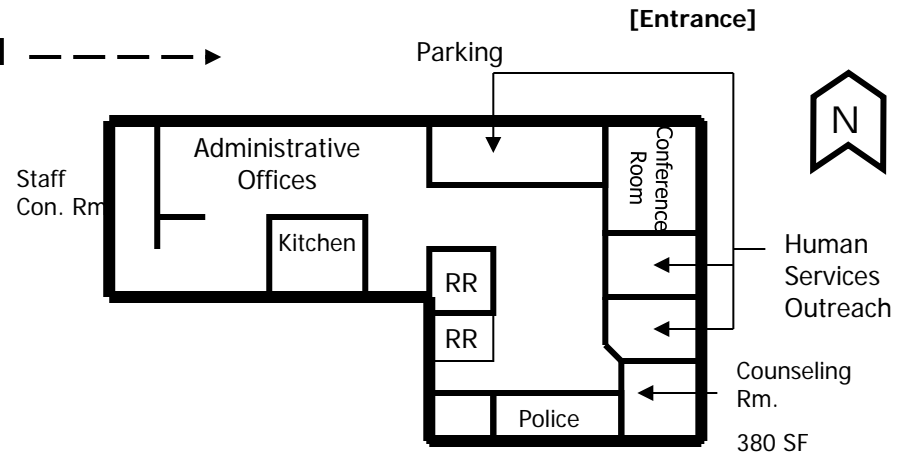 [Entrance]
Parking
N
Administrative
Offices
Conference
Room
Staff
Con. Rm
Kitchen
Human
Services
Outreach
RR
RR
Counseling
Rm.
Police
380 SF